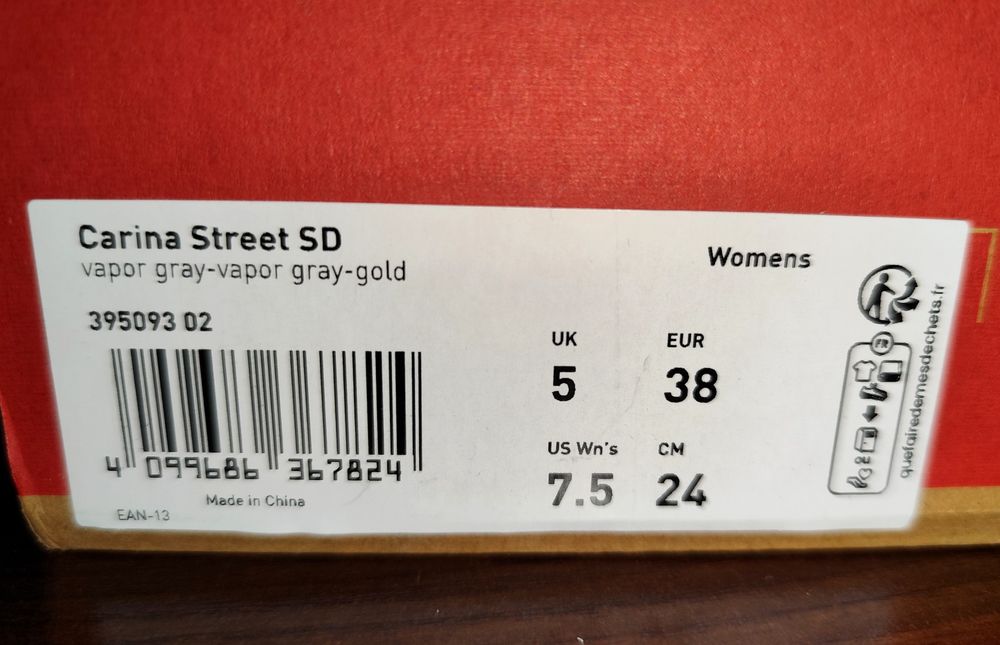 Carina Street SD
vapor gray-vapor gray-gold
Womens
395093 02
UK EUR
5 38
US Wn's CM
7.5 24
4 099686 367824
Made in China
EAN-13
FR
quefairedemesdechets.fr